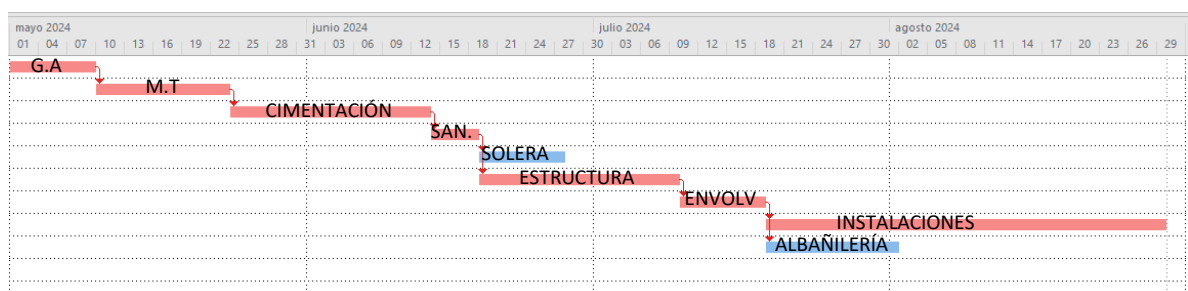 mayo 2024 junio 2024 julio 2024 agosto 2024
01 04 07 10 13 16 19 22 25 28 31 03 06 09 12 15 18 21 24 27 30 03 06 09 12 15 18 21 24 27 30 02 05 08 11 14 17 20 23 26 29
G.A
M.T
CIMENTACIÓN
SAN.
SOLERA
ESTRUCTURA
ENVOLV
INSTALACIONES
ALBAÑILERÍA